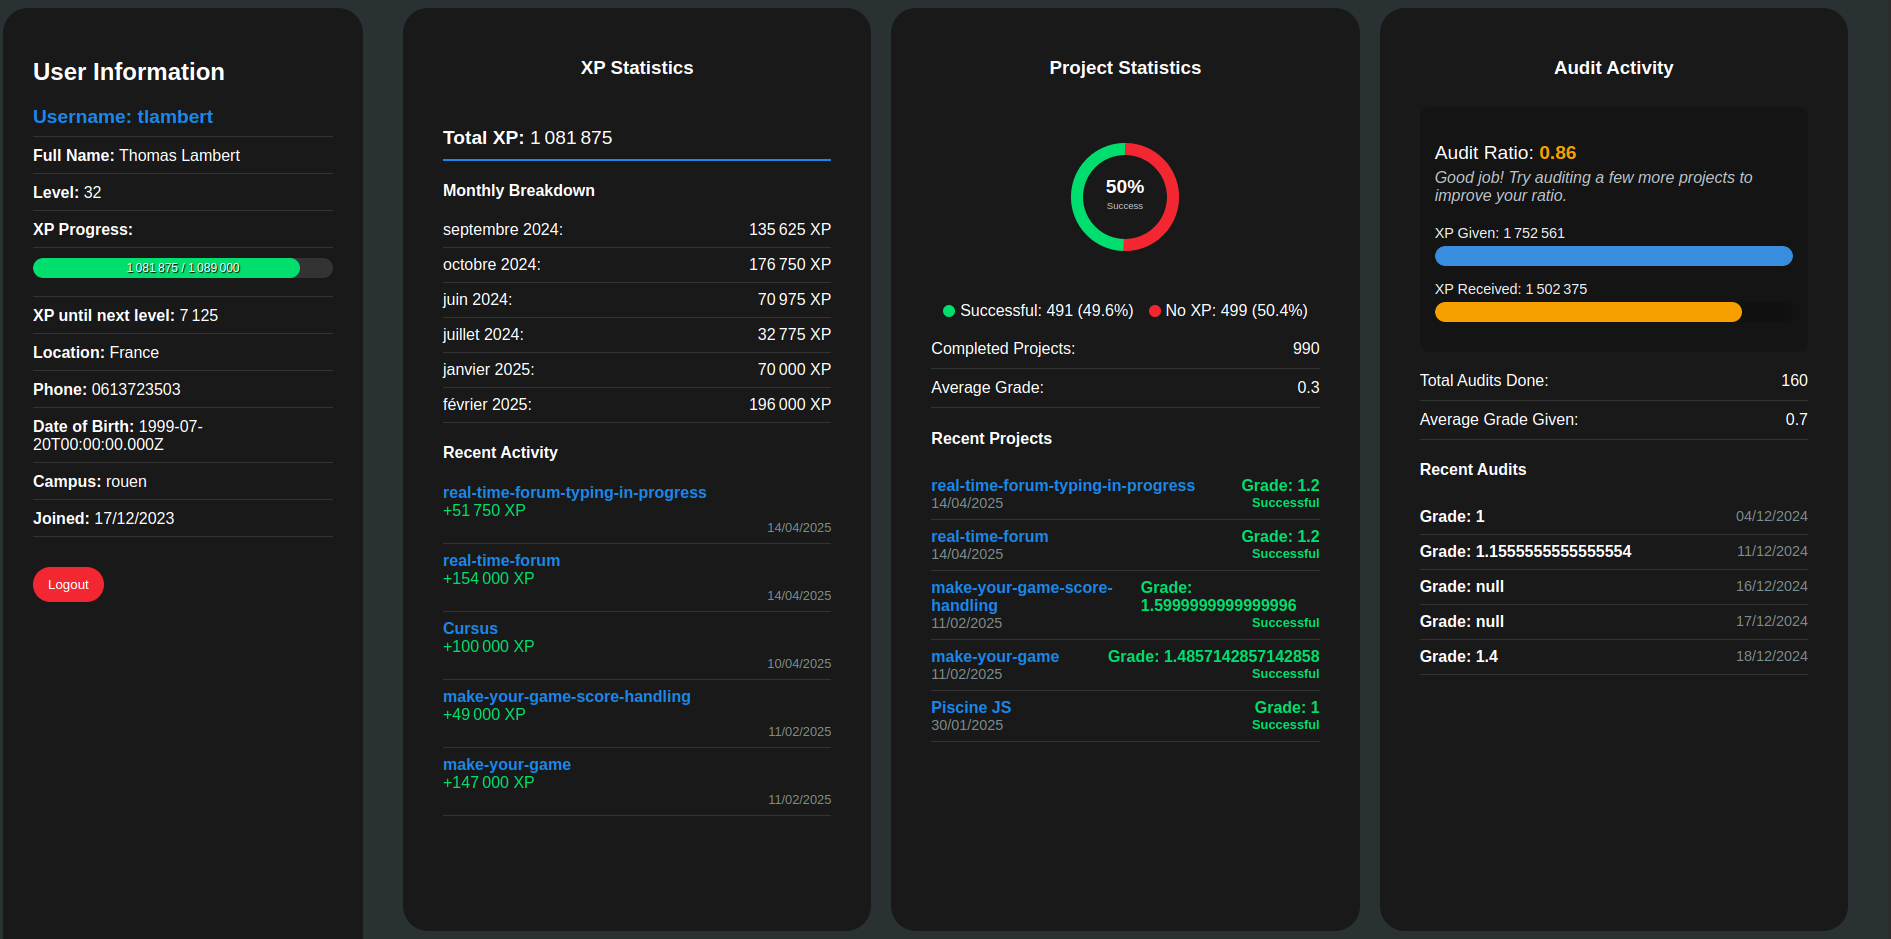 User Information
Username: tlambert
Full Name: Thomas Lambert
Level: 32
XP Progress:
1 081 875 / 1 089 000
XP until next level: 7 125
Location: France
Phone: 0613723503
Date of Birth: 1999-07-
20T00:00:00.000Z
Campus: rouen
Joined: 17/12/2023
Logout
XP Statistics
Total XP: 1 081 875
Monthly Breakdown
septembre 2024: 135 625 XP
octobre 2024: 176 750 XP
juin 2024: 70 975 XP
juillet 2024: 32 775 XP
janvier 2025: 70 000 XP
février 2025: 196 000 XP
Recent Activity
real-time-forum-typing-in-progress
+51 750 XP
14/04/2025
real-time-forum
+154 000 XP
14/04/2025
Cursus
+100 000 XP
10/04/2025
make-your-game-score-handling
+49 000 XP
11/02/2025
make-your-game
+147 000 XP
11/02/2025
Project Statistics
50%
Success
Successful: 491 (49.6%) No XP: 499 (50.4%)
Completed Projects: 990
Average Grade: 0.3
Recent Projects
real-time-forum-typing-in-progress Grade: 1.2
14/04/2025 Successful
real-time-forum Grade: 1.2
14/04/2025 Successful
make-your-game-score- Grade:
handling 1.5999999999999996
11/02/2025 Successful
make-your-game Grade: 1.4857142857142858
11/02/2025 Successful
Piscine JS Grade: 1
30/01/2025 Successful
Audit Activity
Audit Ratio: 0.86
Good job! Try auditing a few more projects to
improve your ratio.
XP Given: 1 752 561
XP Received: 1 502 375
Total Audits Done: 160
Average Grade Given: 0.7
Recent Audits
Grade: 1 04/12/2024
Grade: 1.1555555555555554 11/12/2024
Grade: null 16/12/2024
Grade: null 17/12/2024
Grade: 1.4 18/12/2024